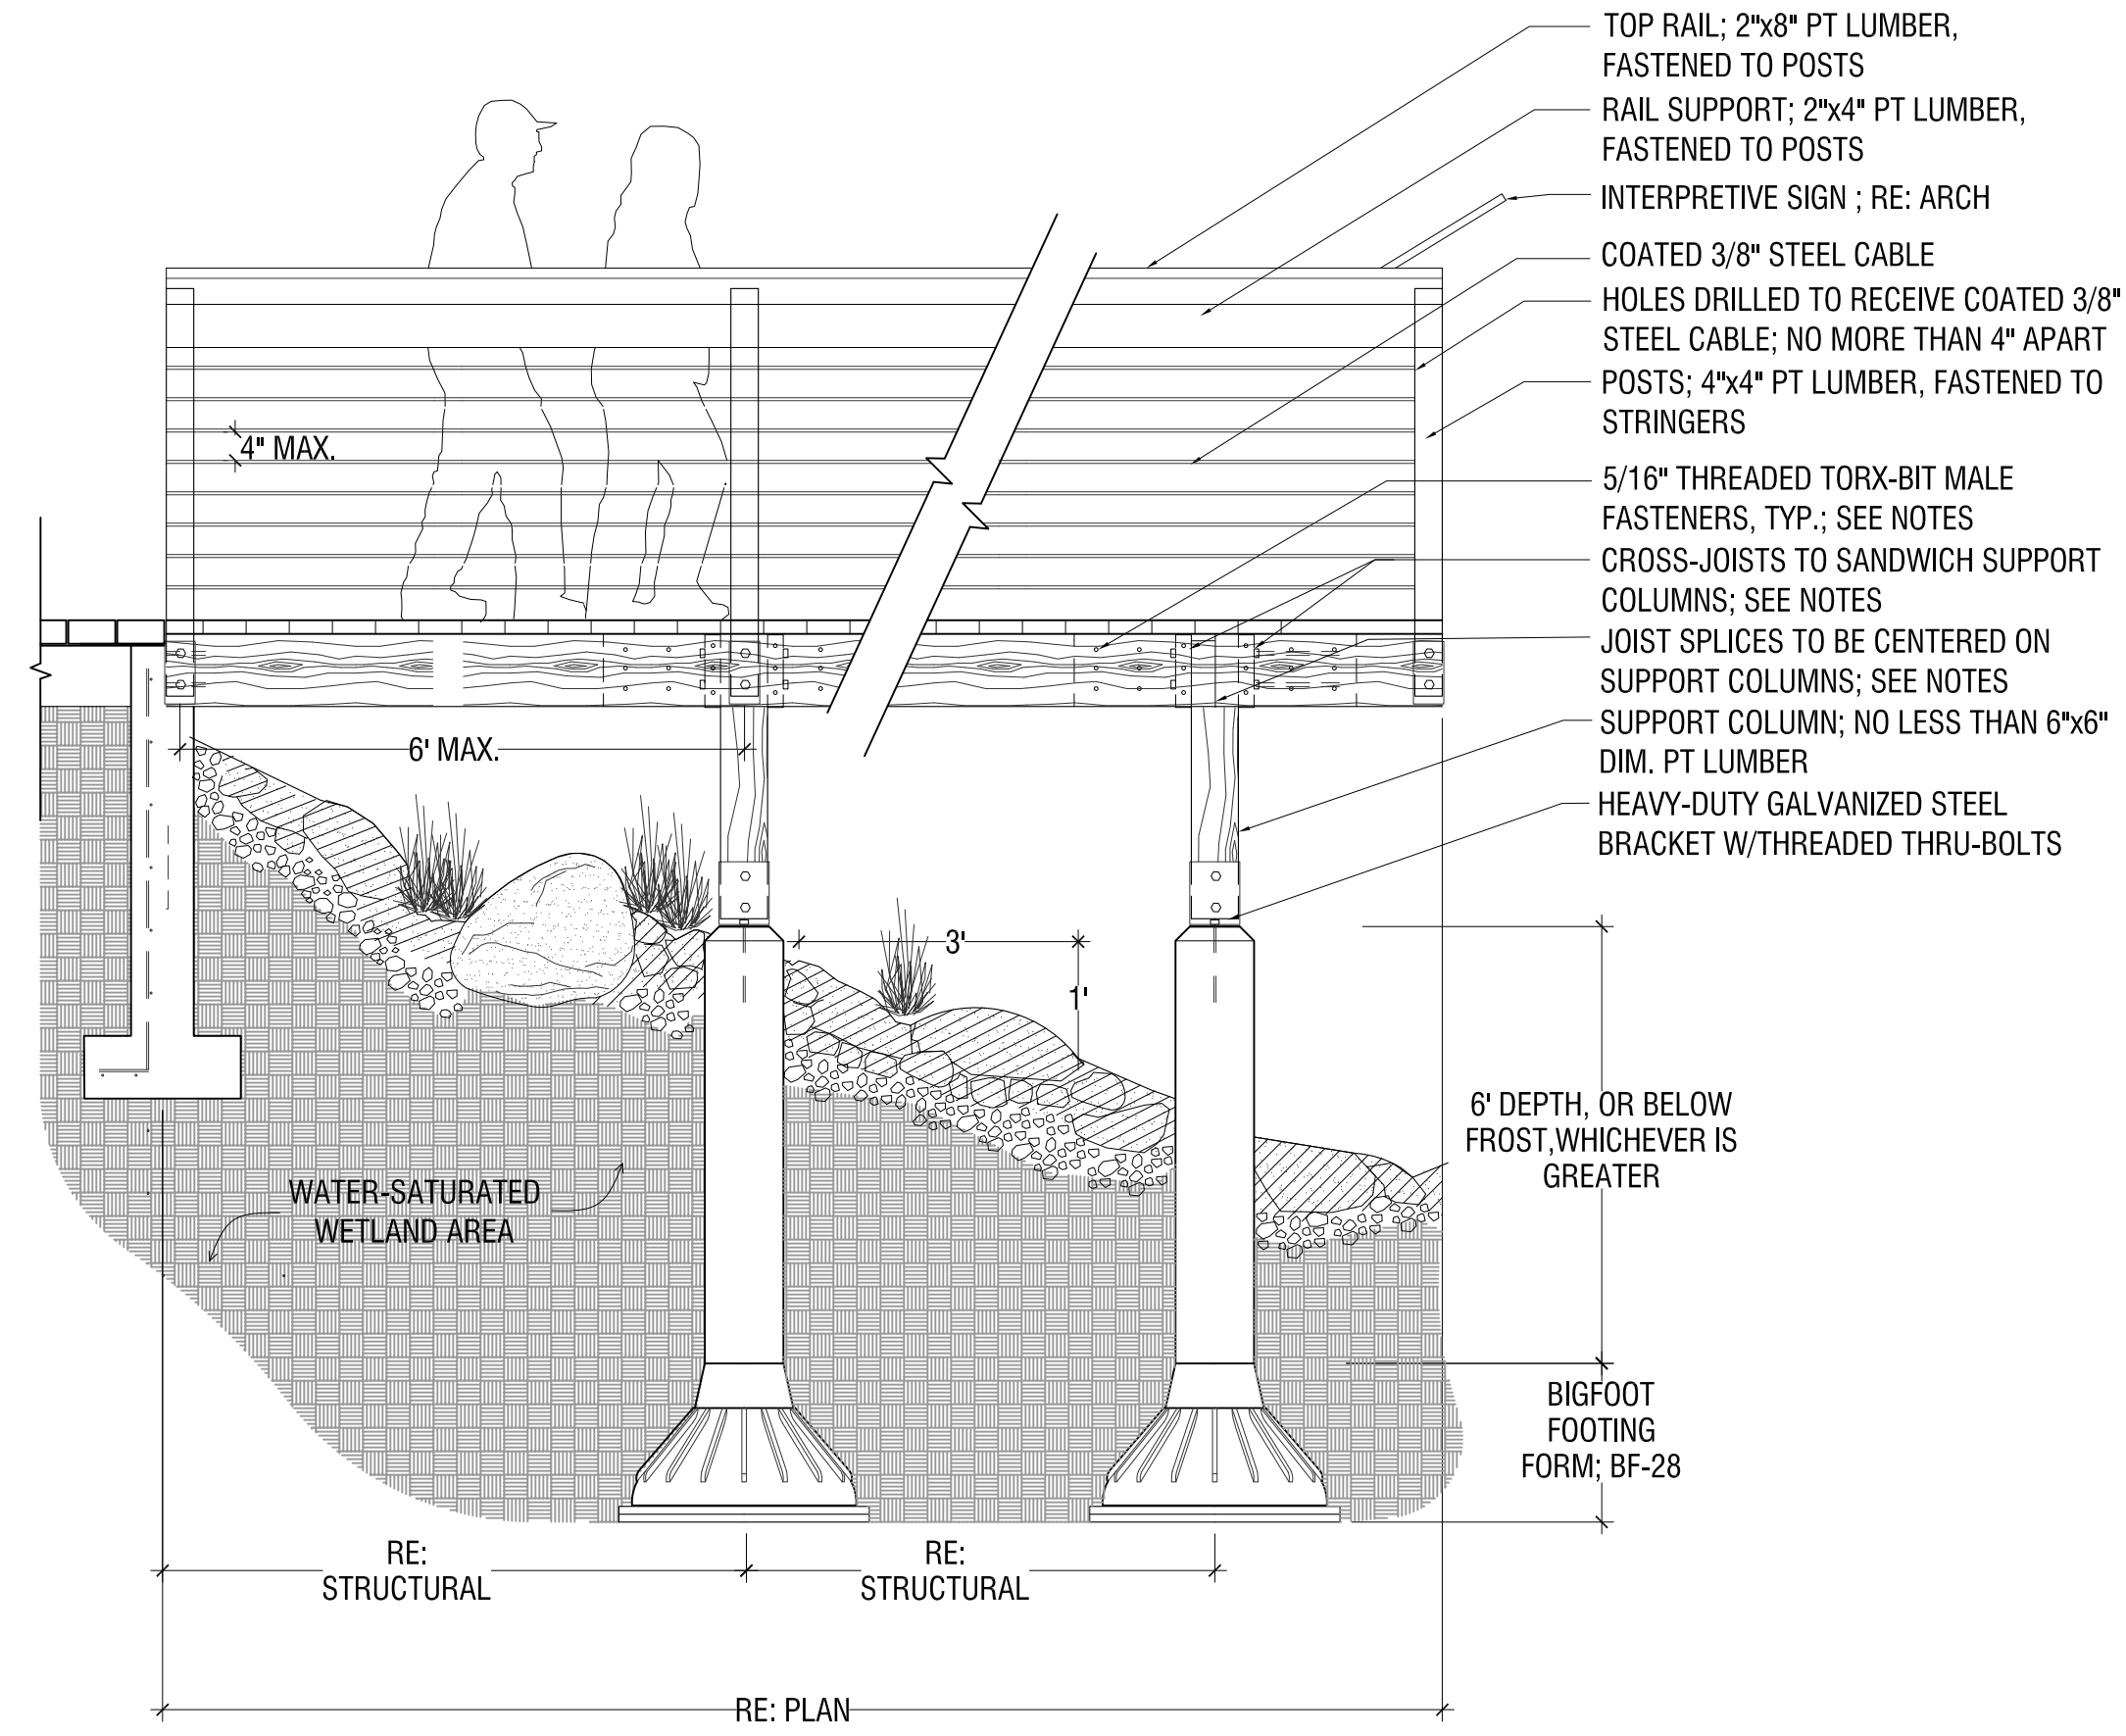 TOP RAIL; 2"x8" PT LUMBER,
FASTENED TO POSTS
RAIL SUPPORT; 2"x4" PT LUMBER,
FASTENED TO POSTS
INTERPRETIVE SIGN ; RE: ARCH
COATED 3/8" STEEL CABLE
HOLES DRILLED TO RECEIVE COATED 3/8"
STEEL CABLE; NO MORE THAN 4" APART
POSTS; 4"x4" PT LUMBER, FASTENED TO
STRINGERS
4" MAX.
5/16" THREADED TORX-BIT MALE
FASTENERS, TYP.; SEE NOTES
CROSS-JOISTS TO SANDWICH SUPPORT
COLUMNS; SEE NOTES
JOIST SPLICES TO BE CENTERED ON
SUPPORT COLUMNS; SEE NOTES
SUPPORT COLUMN; NO LESS THAN 6"x6"
DIM. PT LUMBER
HEAVY-DUTY GALVANIZED STEEL
BRACKET W/THREADED THRU-BOLTS
6' MAX.
3'
1'
6' DEPTH, OR BELOW
FROST,WHICHEVER IS
GREATER
WATER-SATURATED
WETLAND AREA
BIGFOOT
FOOTING
FORM; BF-28
RE:
STRUCTURAL
RE:
STRUCTURAL
RE: PLAN